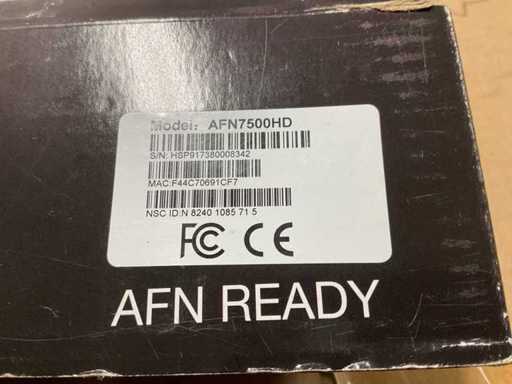 Model: AFN7500HD
S/N: HSP917380008342
MAC:F44C70691CF7
NSC ID:N 8240 1085 71 5
FC CE
AFN READY